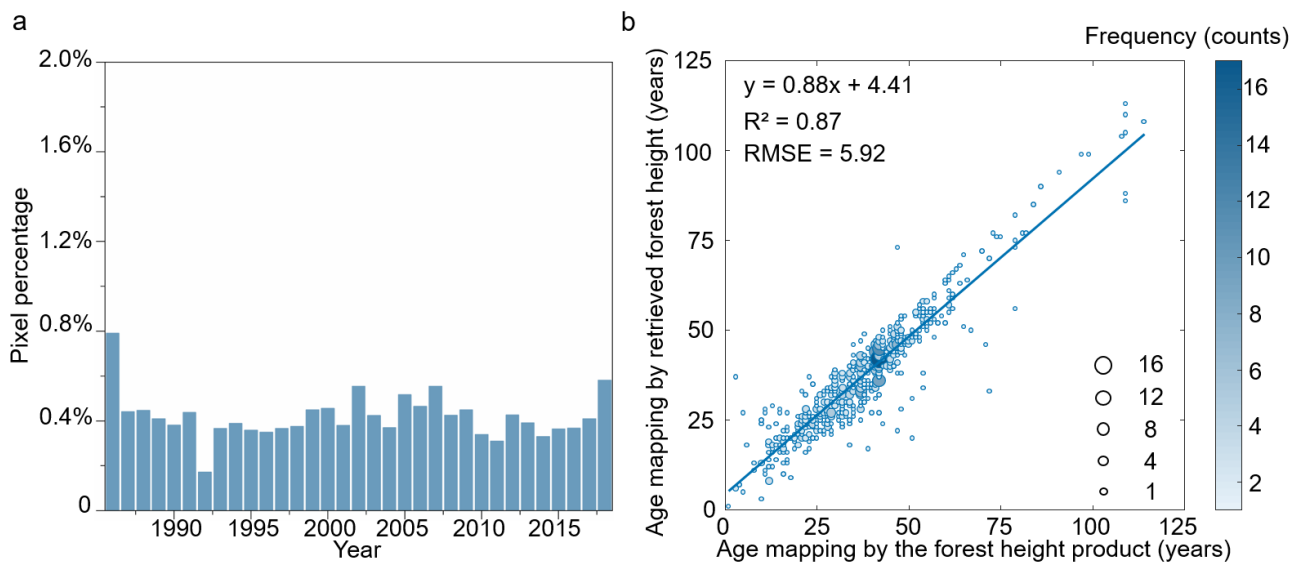 a
2.0%
1.6%
1.2%
0.8%
0.4%
0
Pixel percentage
1990 1995 2000 2005 2010 2015
Year
b
Frequency (counts)
125
100
75
50
25
0
Age mapping by retrieved forest height (years)
y = 0.88x + 4.41
R² = 0.87
RMSE = 5.92
16
12
8
4
1
0 25 50 75 100 125
Age mapping by the forest height product (years)
16
14
12
10
8
6
4
2